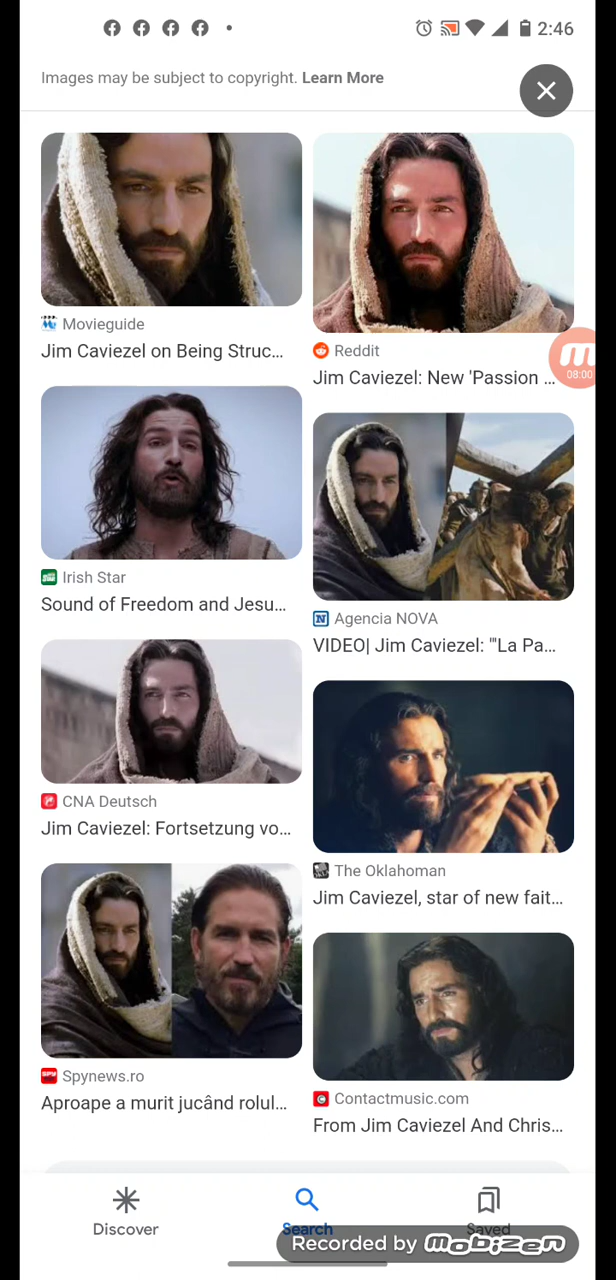 2:46
Images may be subject to copyright. Learn More
Movieguide
Jim Caviezel on Being Struc...
Reddit
Jim Caviezel: New 'Passion ...
08:00
Irish Star
Sound of Freedom and Jesu...
Agencia NOVA
VIDEO| Jim Caviezel: "'La Pa...
CNA Deutsch
Jim Caviezel: Fortsetzung vo...
The Oklahoman
Jim Caviezel, star of new fait...
SPY Spynews.ro
Aproape a murit jucând rolul...
Contactmusic.com
From Jim Caviezel And Chris...
Discover
Search
Saved
Recorded by mobizen